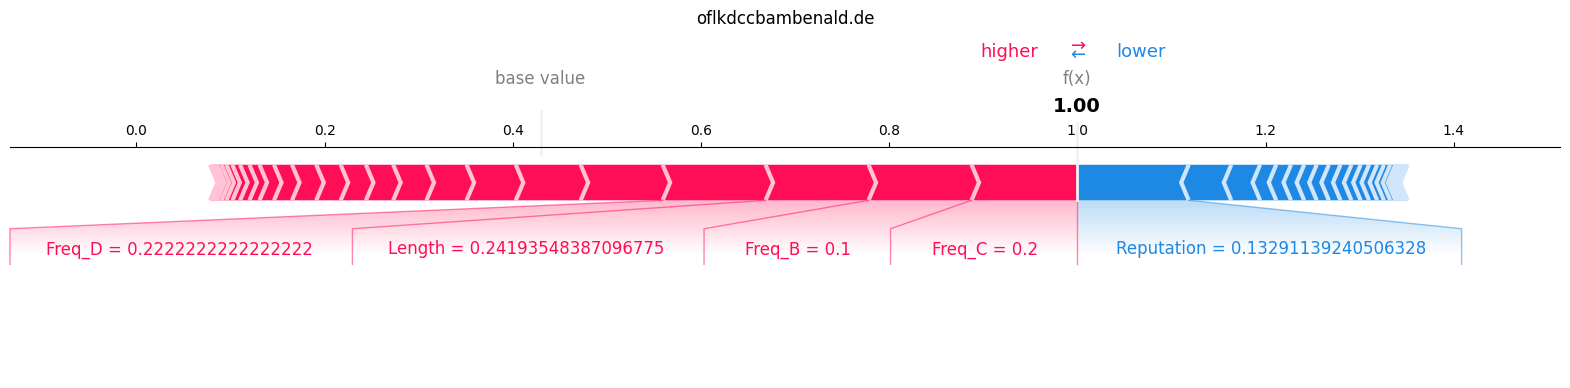 oflkdccbambenald.de
higher ⇄ lower
base value f(x)
1.00
0.0 0.2 0.4 0.6 0.8 1.0 1.2 1.4
Freq_D = 0.2222222222222222 Length = 0.24193548387096775 Freq_B = 0.1 Freq_C = 0.2 Reputation = 0.13291139240506328